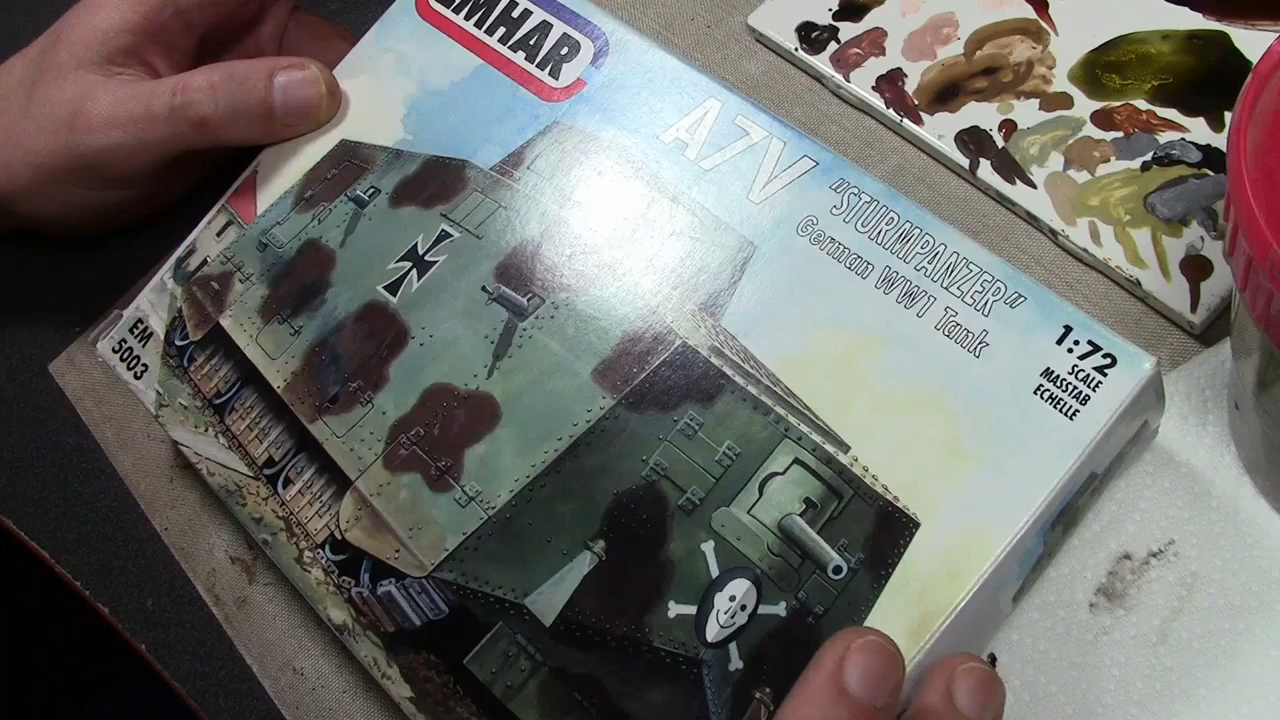 EMHAR
A7V
"STURMPANZER"
German WW1 Tank
1:72
SCALE
MASSTAB
ECHELLE
EM
5003